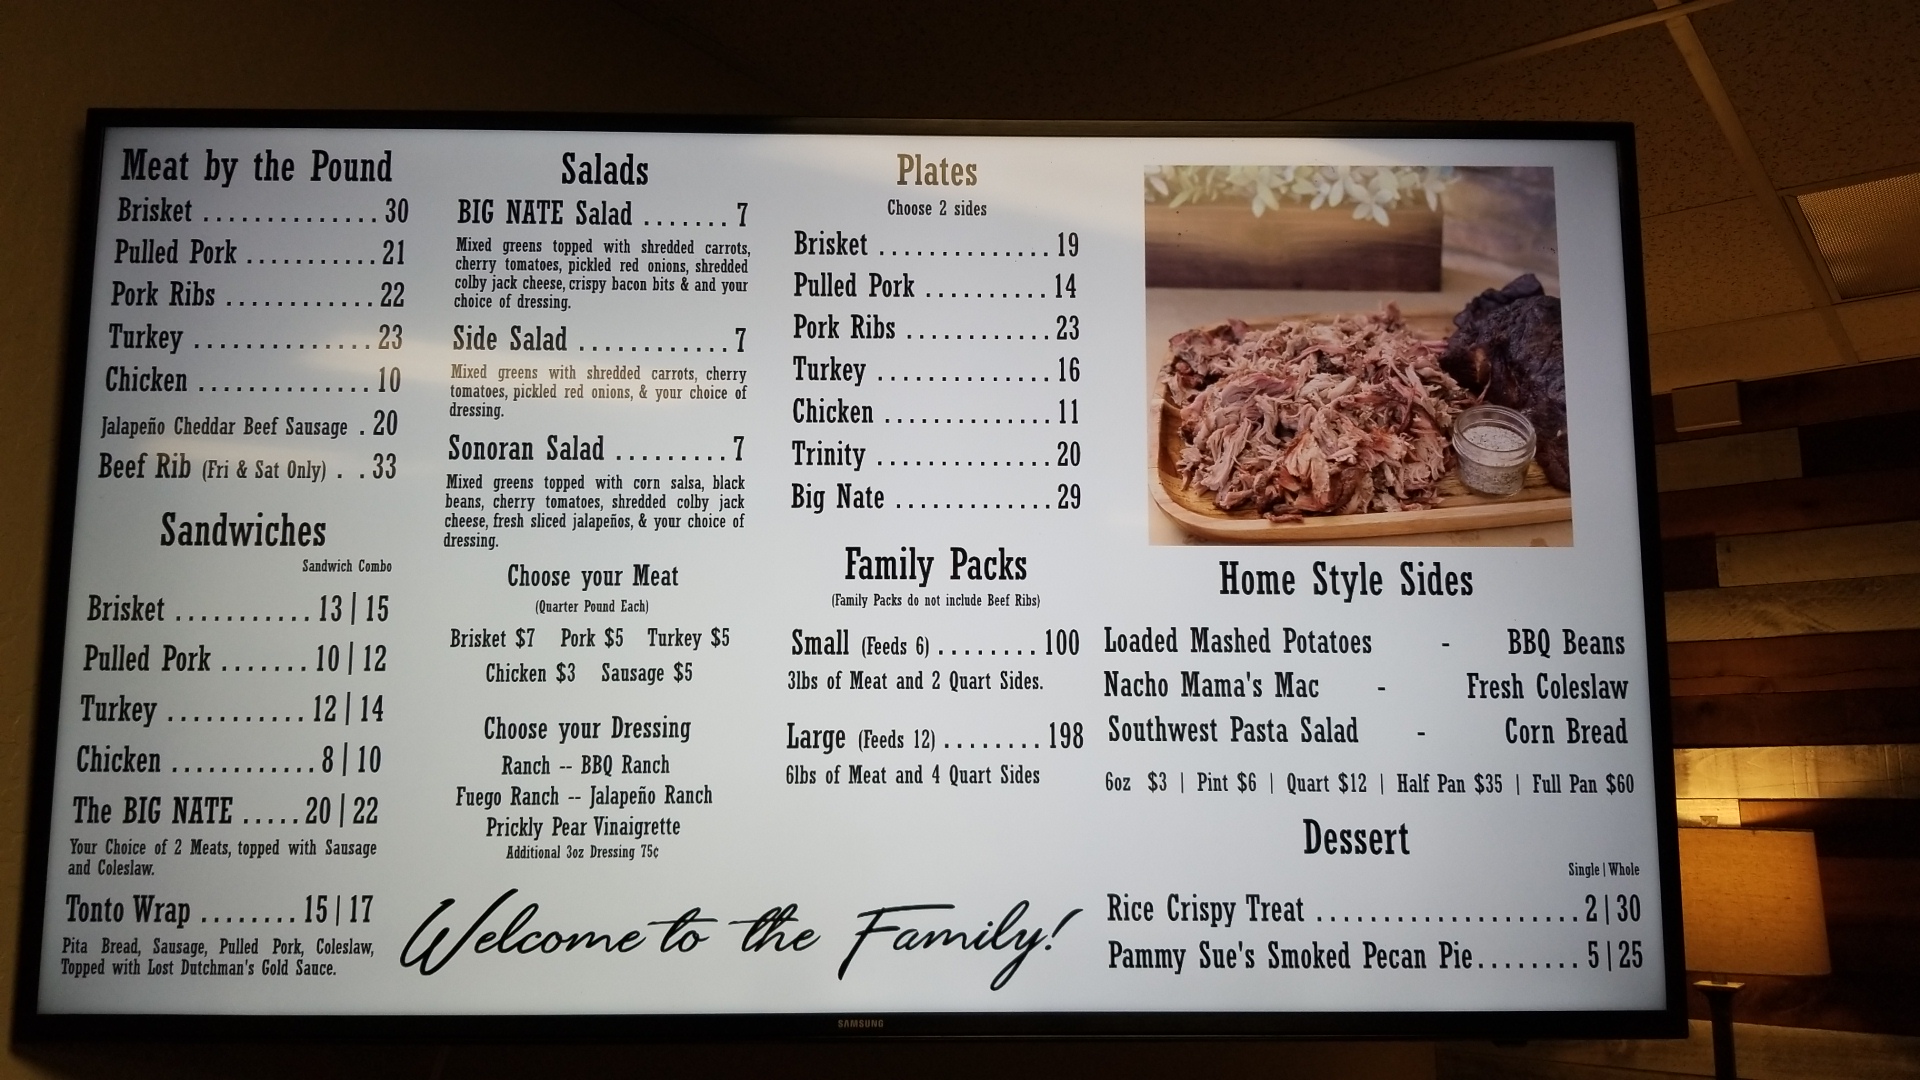 Meat by the Pound
Brisket .............. 30
Pulled Pork ........... 21
Pork Ribs ............ 22
Turkey ............... 23
Chicken .............. 10
Jalapeño Cheddar Beef Sausage . 20
Beef Rib (Fri & Sat Only) . . 33
Sandwiches
Sandwich Combo
Brisket ........... 13 | 15
Pulled Pork ....... 10 | 12
Turkey ........... 12 | 14
Chicken ............ 8 | 10
The BIG NATE ..... 20 | 22
Your Choice of 2 Meats, topped with Sausage
and Coleslaw.
Tonto Wrap ........ 15 | 17
Pita Bread, Sausage, Pulled Pork, Coleslaw,
Topped with Lost Dutchman's Gold Sauce.
Salads
BIG NATE Salad ....... 7
Mixed greens topped with shredded carrots,
cherry tomatoes, pickled red onions, shredded
colby jack cheese, crispy bacon bits & and your
choice of dressing.
Side Salad ............ 7
Mixed greens with shredded carrots, cherry
tomatoes, pickled red onions, & your choice of
dressing.
Sonoran Salad ......... 7
Mixed greens topped with corn salsa, black
beans, cherry tomatoes, shredded colby jack
cheese, fresh sliced jalapeños, & your choice of
dressing.
Choose your Meat
(Quarter Pound Each)
Brisket $7 Pork $5 Turkey $5
Chicken $3 Sausage $5
Choose your Dressing
Ranch -- BBQ Ranch
Fuego Ranch -- Jalapeño Ranch
Prickly Pear Vinaigrette
Additional 3oz Dressing 75¢
Plates
Choose 2 sides
Brisket .............. 19
Pulled Pork .......... 14
Pork Ribs ............ 23
Turkey .............. 16
Chicken ............. 11
Trinity .............. 20
Big Nate ............. 29
Family Packs
(Family Packs do not include Beef Ribs)
Small (Feeds 6) ........ 100
3lbs of Meat and 2 Quart Sides.
Large (Feeds 12) ........ 198
6lbs of Meat and 4 Quart Sides
Welcome to the Family!
Home Style Sides
Loaded Mashed Potatoes - BBQ Beans
Nacho Mama's Mac - Fresh Coleslaw
Southwest Pasta Salad - Corn Bread
6oz $3 | Pint $6 | Quart $12 | Half Pan $35 | Full Pan $60
Dessert
Single | Whole
Rice Crispy Treat .................... 2 | 30
Pammy Sue's Smoked Pecan Pie ........ 5 | 25
SAMSUNG